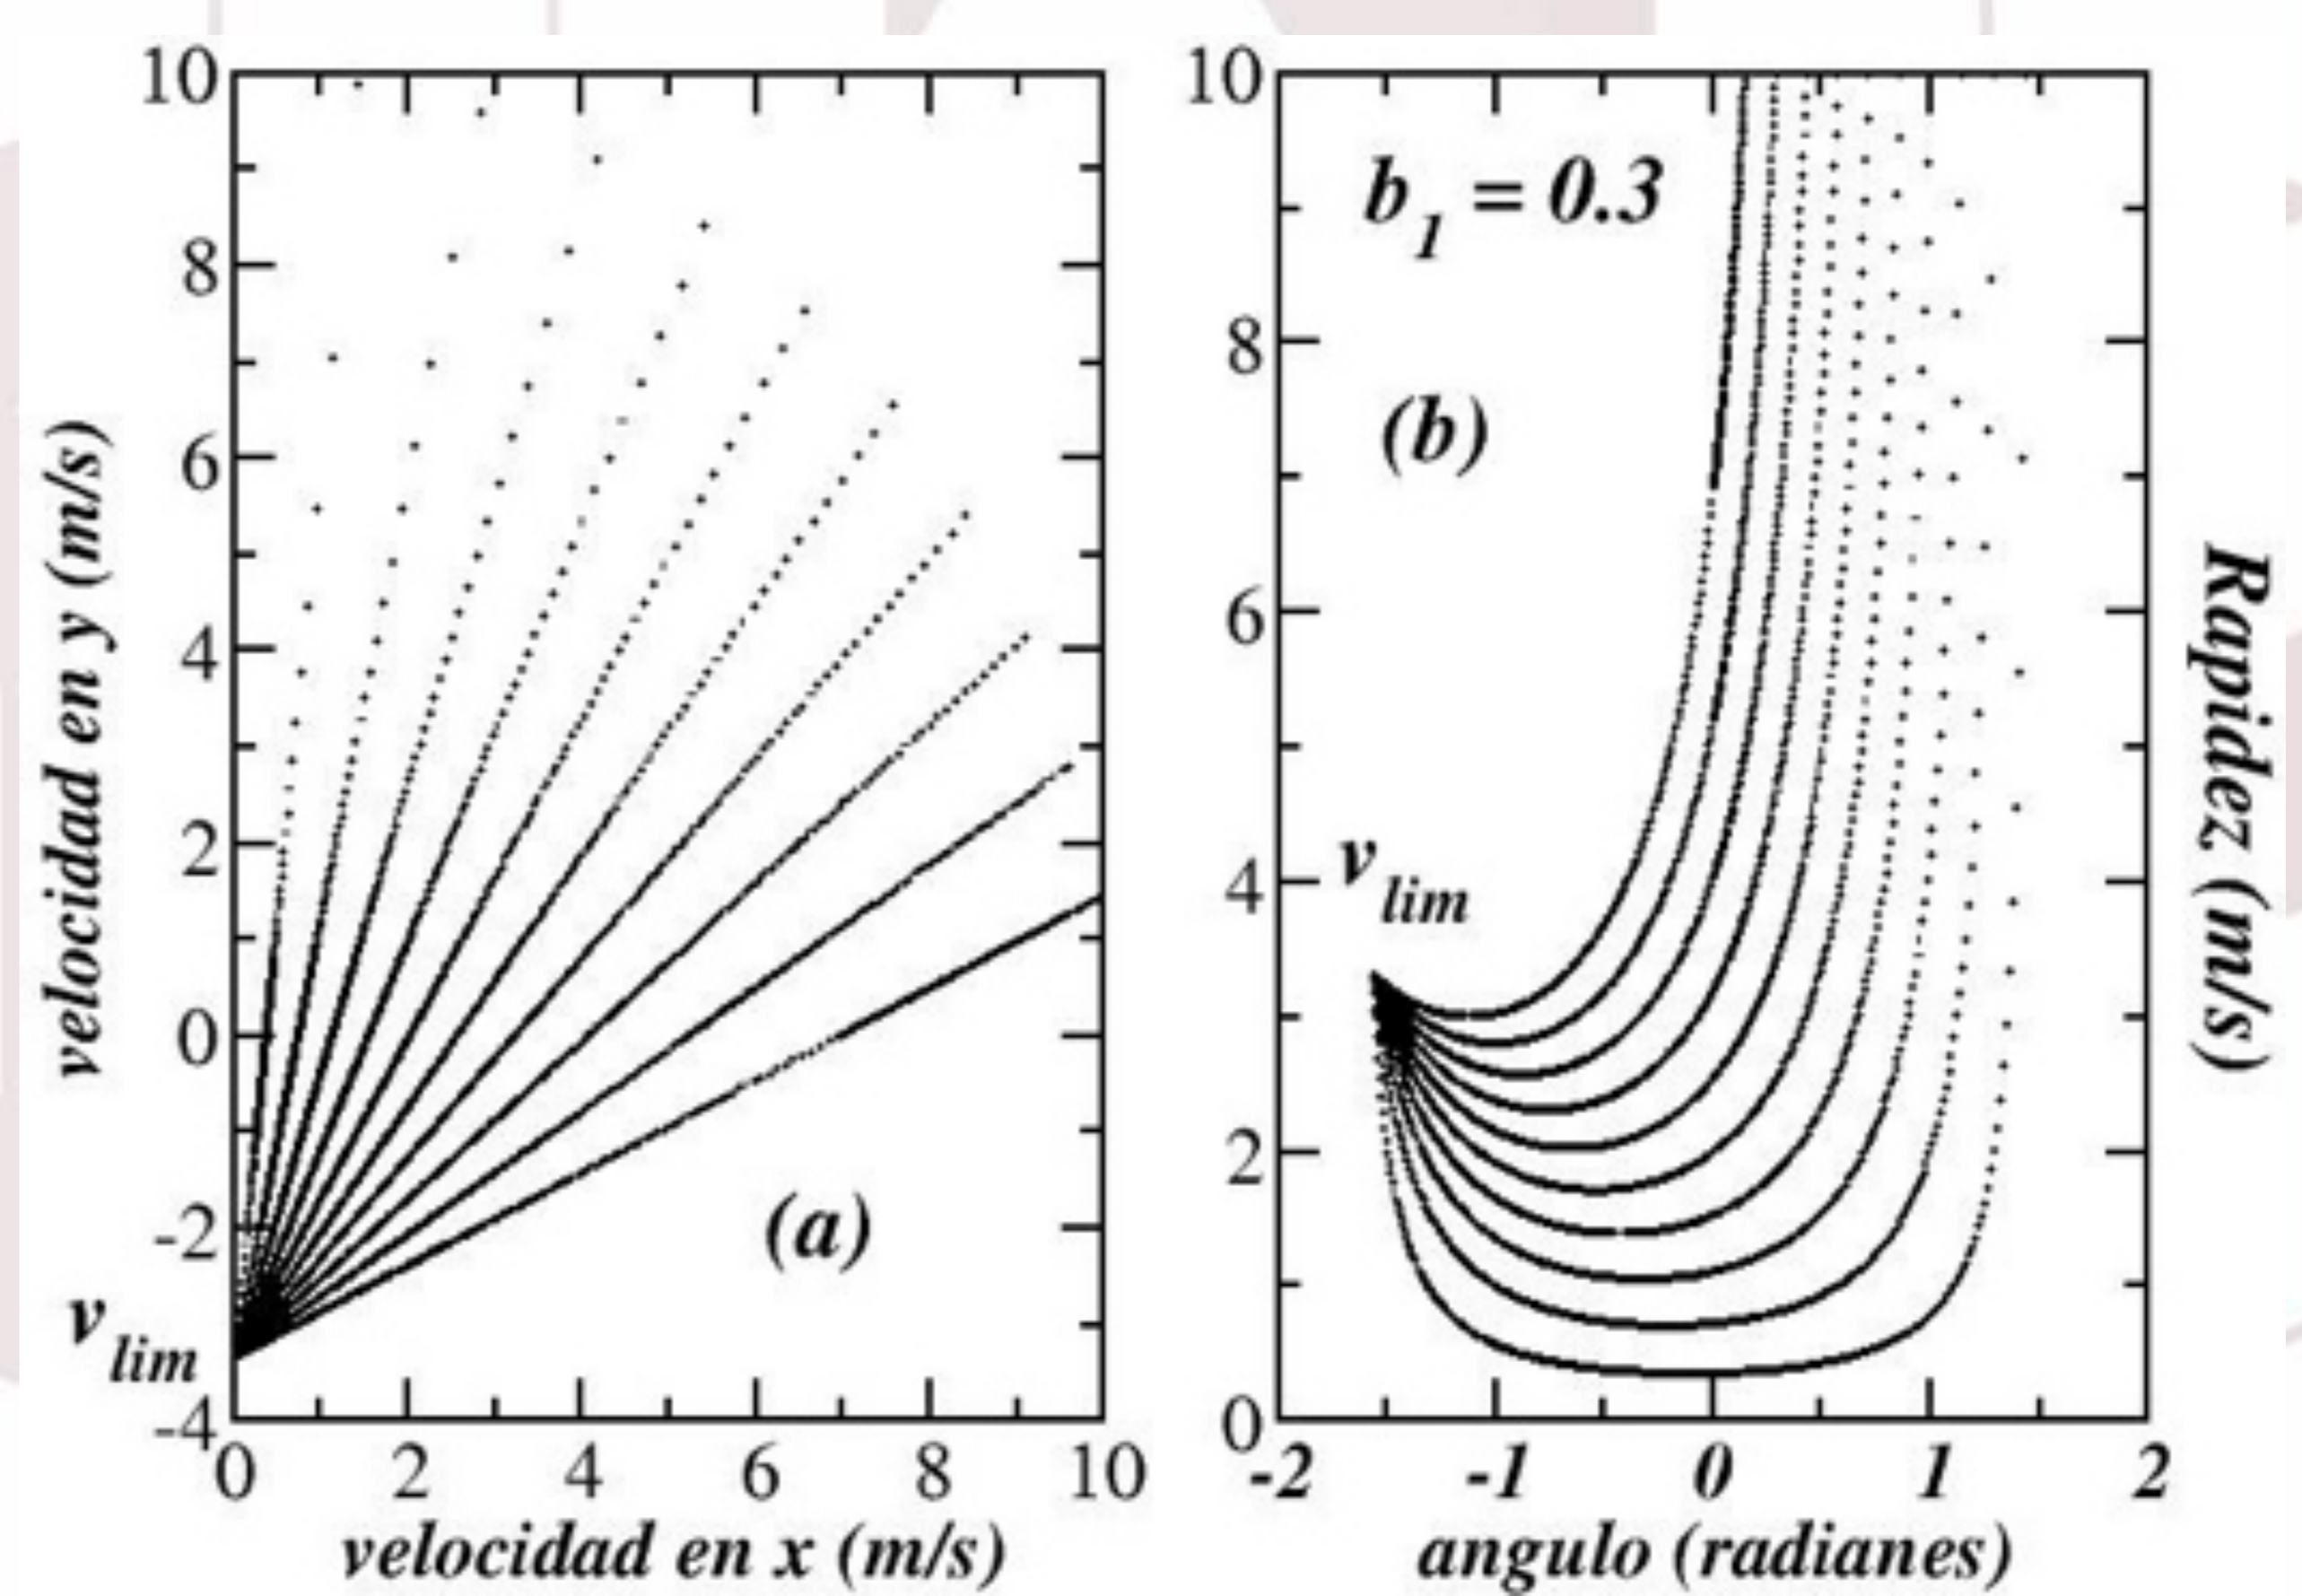 10
8
6
4
2
0
-2
v lim
-4
0 2 4 6 8 10
velocidad en x (m/s)
velocidad en y (m/s)
(a)
10
8
6
4
2
0
-2 -1 0 1 2
angulo (radianes)
Rapidez (m/s)
b1 = 0.3
(b)
v lim